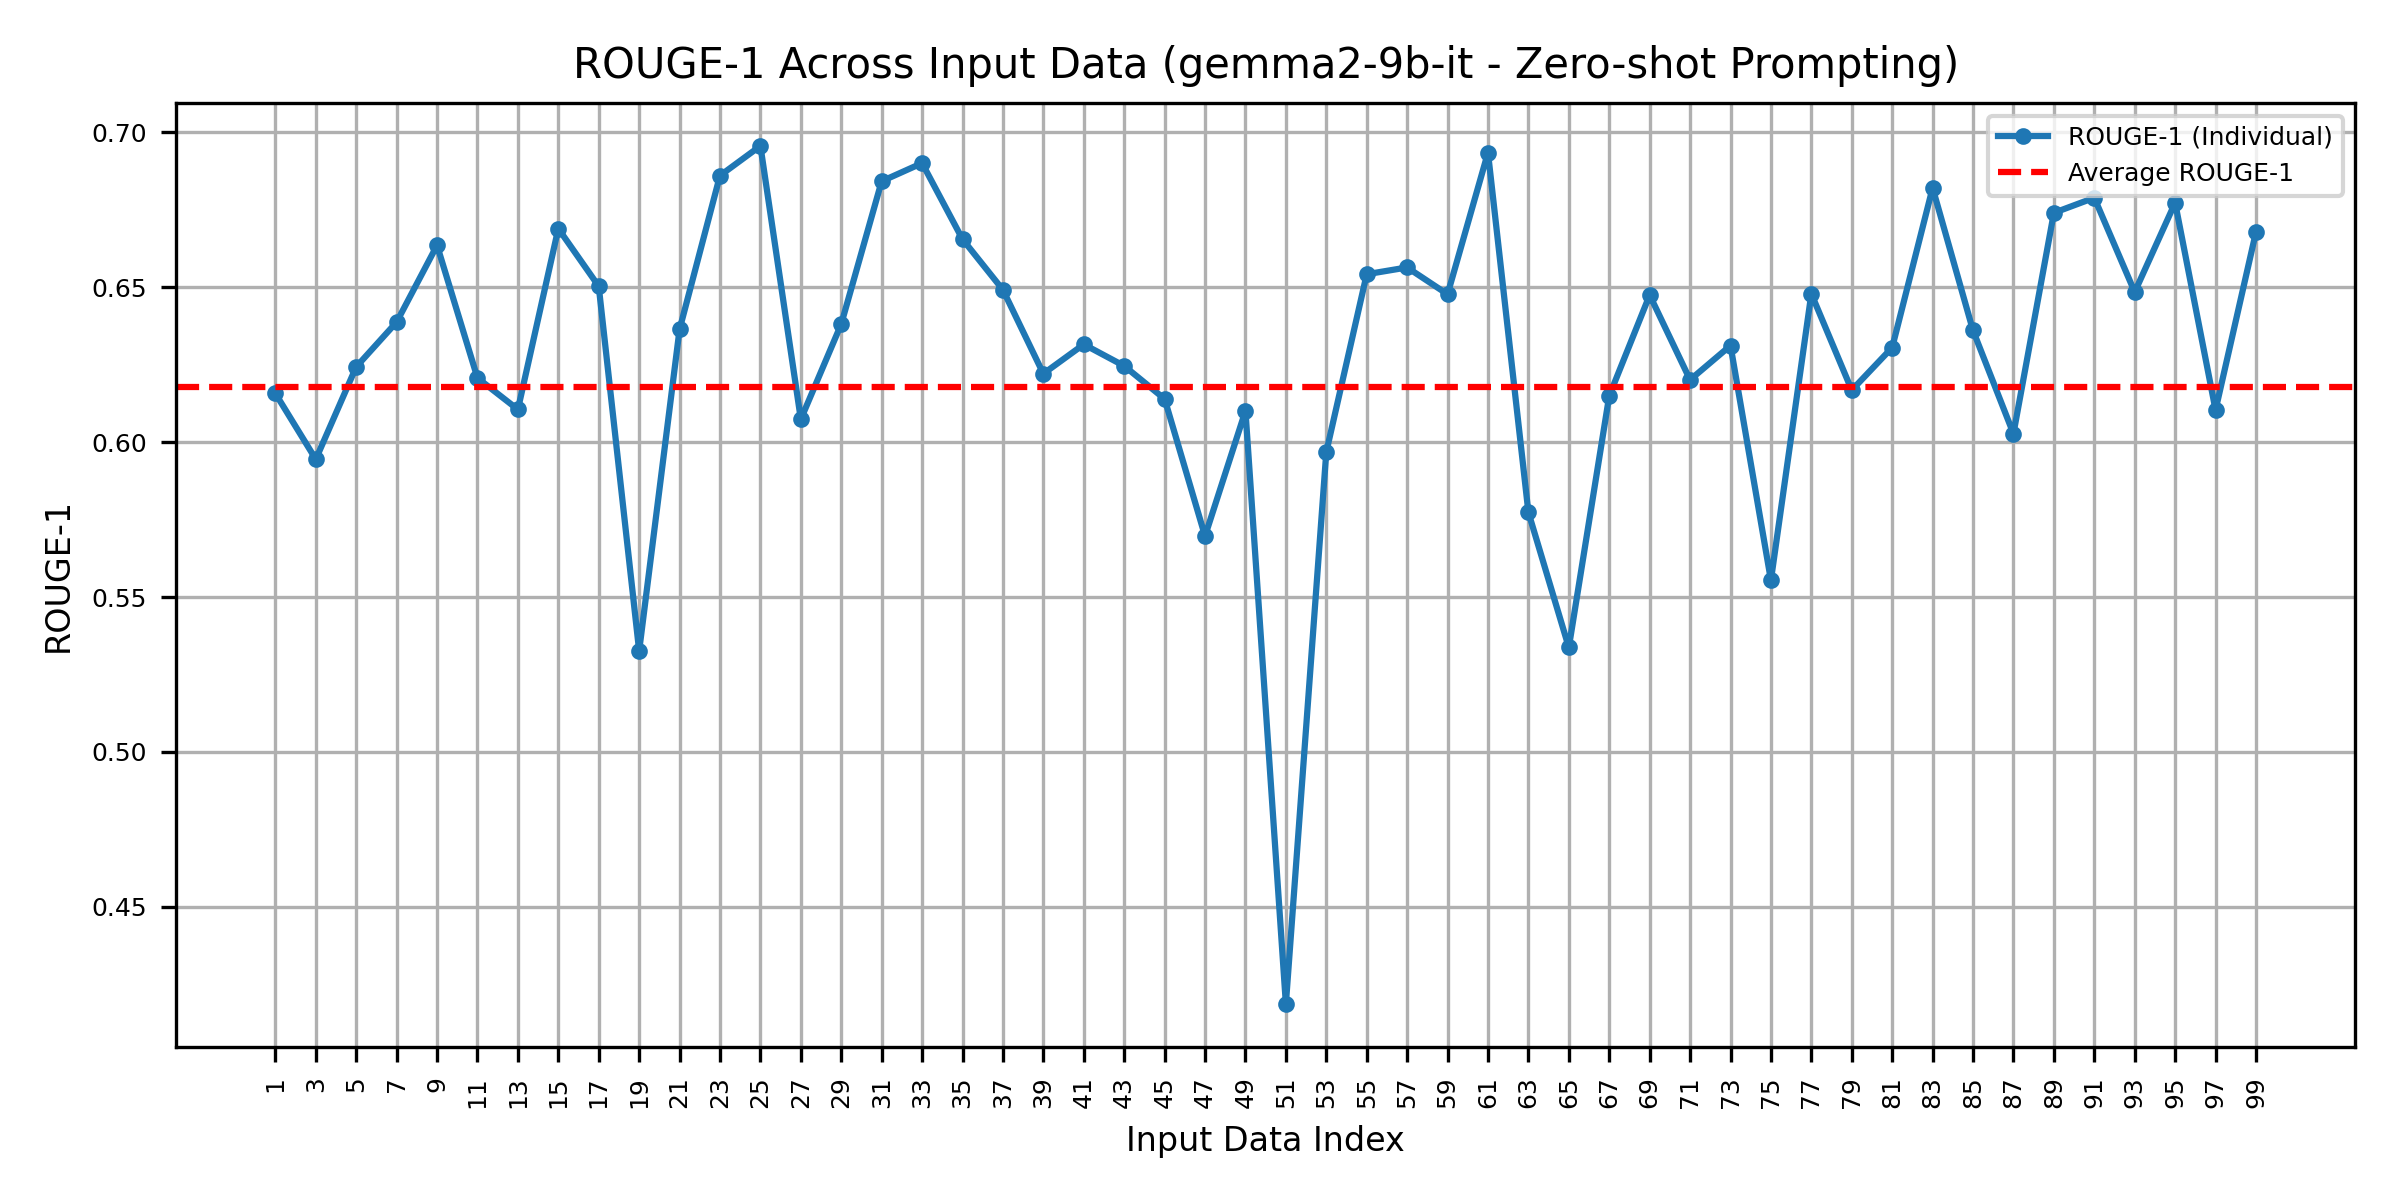 ROUGE-1 Across Input Data (gemma2-9b-it - Zero-shot Prompting)
ROUGE-1 (Individual)
Average ROUGE-1
0.70
0.65
0.60
0.55
0.50
0.45
ROUGE-1
1 3 5 7 9 11 13 15 17 19 21 23 25 27 29 31 33 35 37 39 41 43 45 47 49 51 53 55 57 59 61 63 65 67 69 71 73 75 77 79 81 83 85 87 89 91 93 95 97 99
Input Data Index